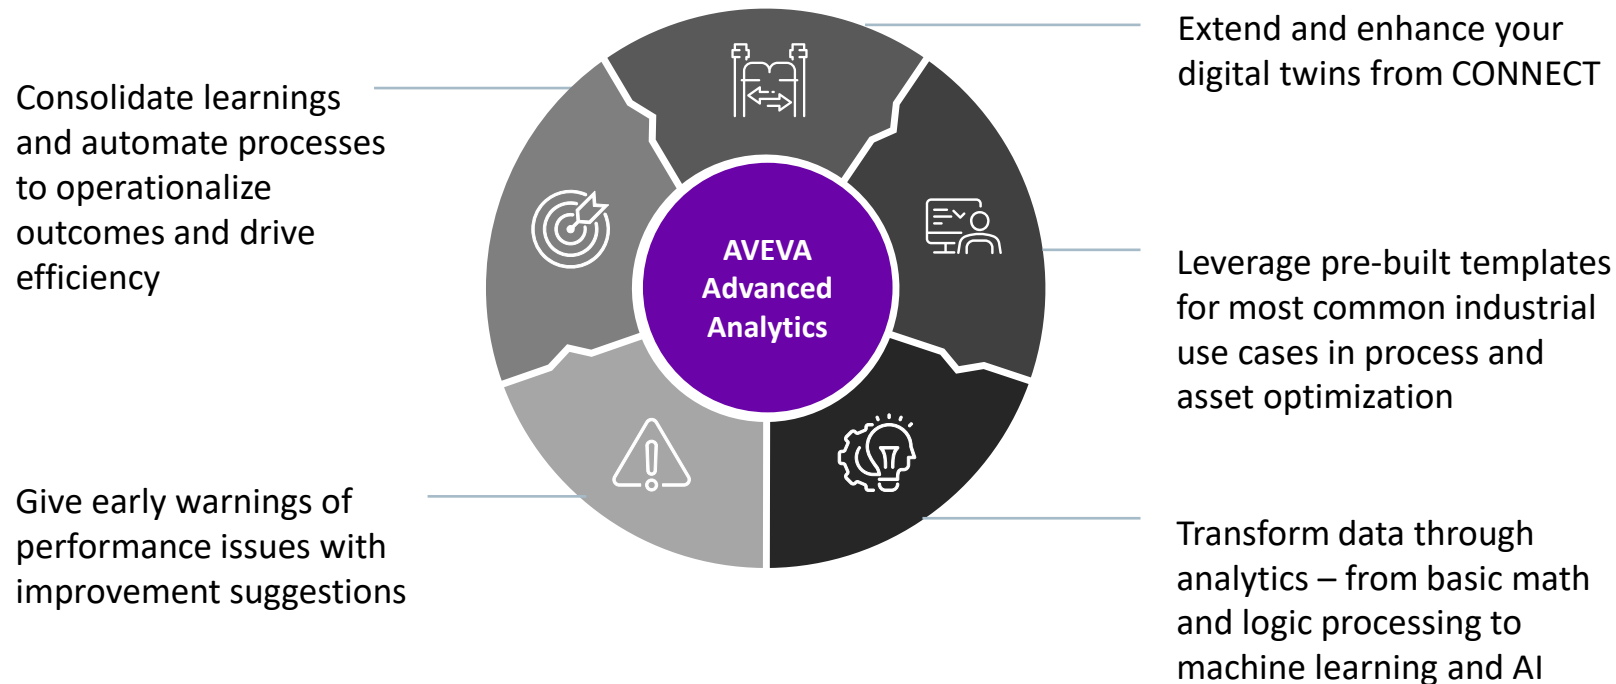 Extend and enhance your
digital twins from CONNECT
Consolidate learnings
and automate processes
to operationalize
outcomes and drive
efficiency
AVEVA
Advanced
Analytics
Leverage pre-built templates
for most common industrial
use cases in process and
asset optimization
Give early warnings of
performance issues with
improvement suggestions
Transform data through
analytics – from basic math
and logic processing to
machine learning and AI